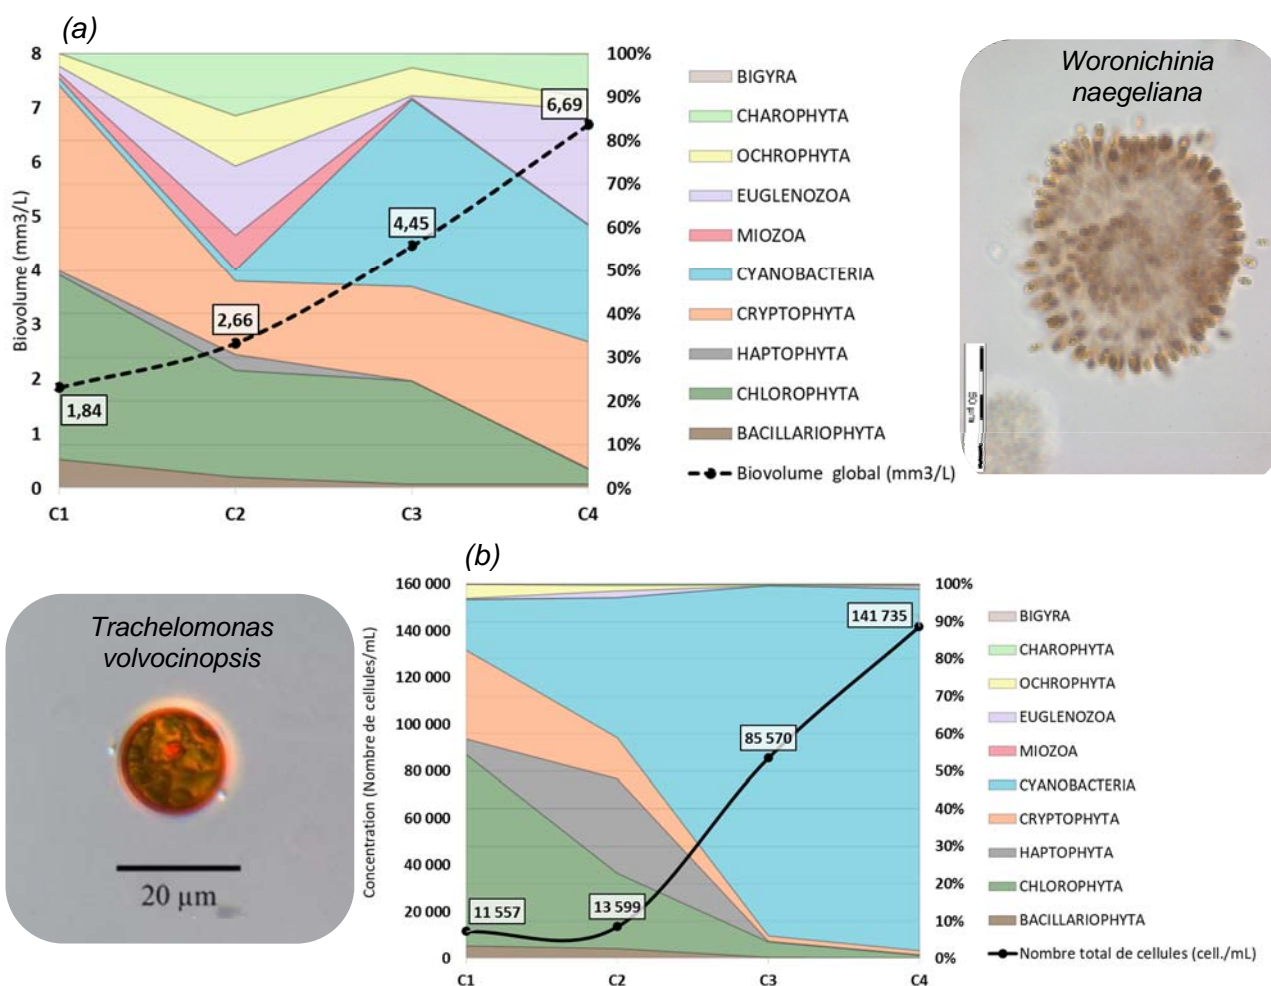 (a)
8
7
6
5
4
3
2
1
0
Biovolume (mm3/L)
100%
90%
80%
70%
60%
50%
40%
30%
20%
10%
0%
1,84
2,66
4,45
6,69
C1 C2 C3 C4
BIGYRA
CHAROPHYTA
OCHROPHYTA
EUGLENOZOA
MIOZOA
CYANOBACTERIA
CRYPTOPHYTA
HAPTOPHYTA
CHLOROPHYTA
BACILLARIOPHYTA
Biovolume global (mm3/L)
Woronichinia
naegeliana
50 µm
Trachelomonas
volvocinopsis
20 µm
(b)
160 000
140 000
120 000
100 000
80 000
60 000
40 000
20 000
0
Concentration (Nombre de cellules/mL)
100%
90%
80%
70%
60%
50%
40%
30%
20%
10%
0%
11 557
13 599
85 570
141 735
C1 C2 C3 C4
BIGYRA
CHAROPHYTA
OCHROPHYTA
EUGLENOZOA
MIOZOA
CYANOBACTERIA
CRYPTOPHYTA
HAPTOPHYTA
CHLOROPHYTA
BACILLARIOPHYTA
Nombre total de cellules (cell./mL)